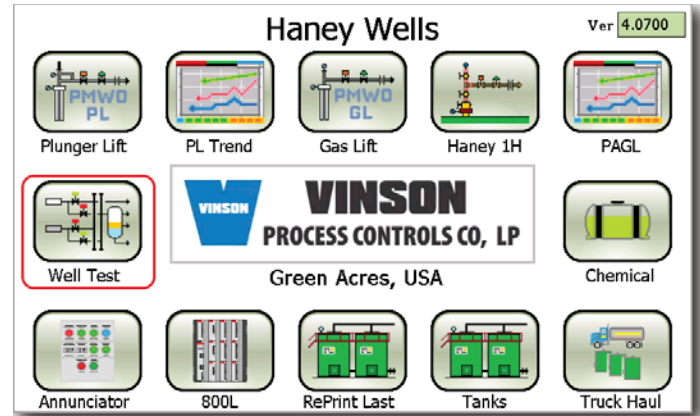 Haney Wells
Ver 4.0700
PMWO
PL
PMWO
GL
Plunger Lift
PL Trend
Gas Lift
Haney 1H
PAGL
VINSON
VINSON
PROCESS CONTROLS CO, LP
Well Test
Green Acres, USA
Chemical
Annunciator
800L
RePrint Last
Tanks
Truck Haul